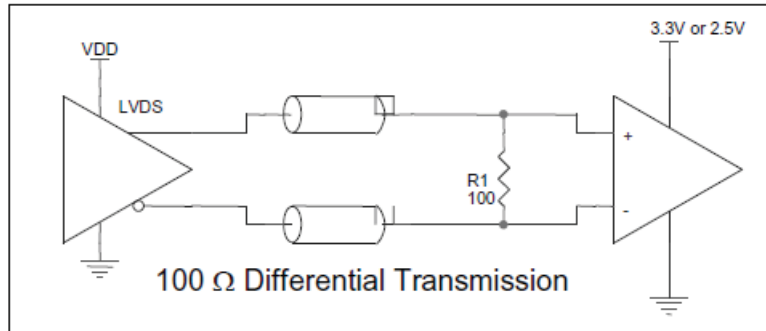 VDD
3.3V or 2.5V
LVDS
+
R1
100
-
100 Ω Differential Transmission